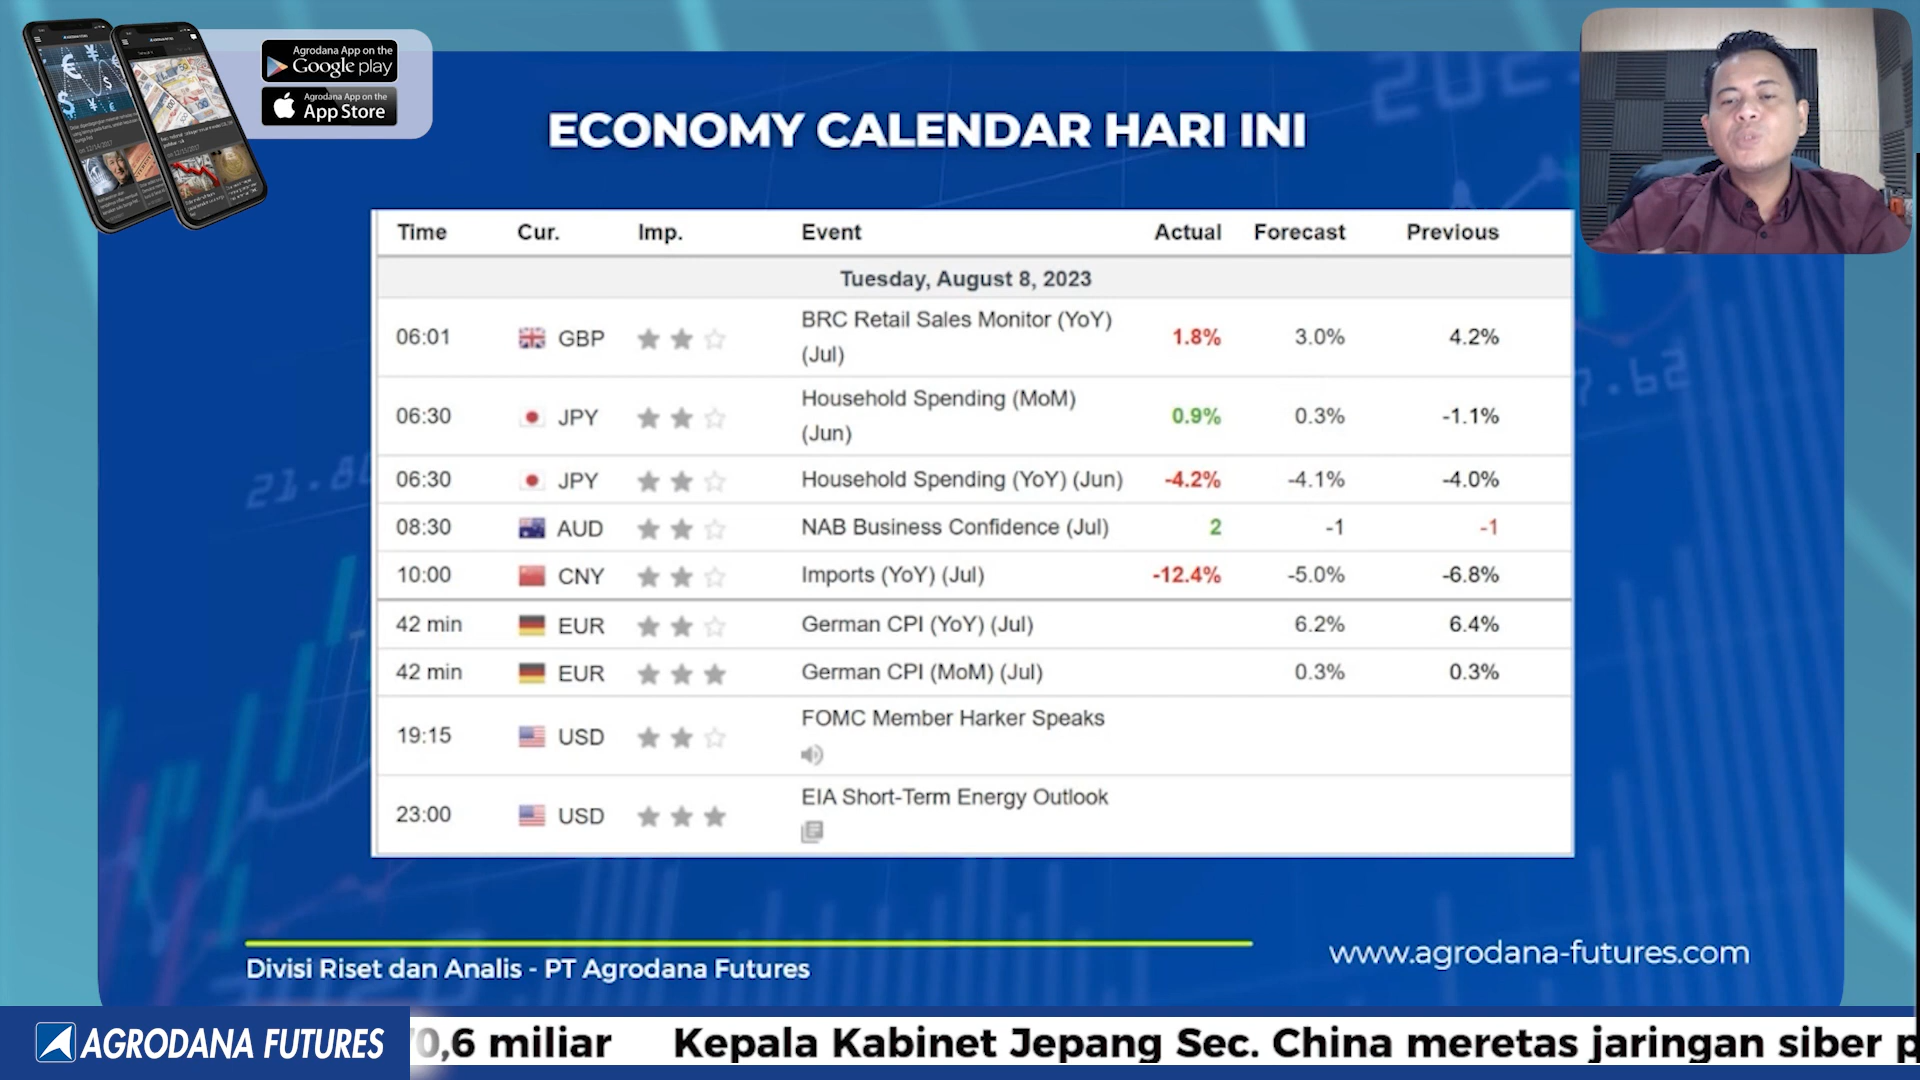 Agrodana App on the
Google play
Agrodana App on the
App Store
ECONOMY CALENDAR HARI INI
Time Cur. Imp. Event Actual Forecast Previous
Tuesday, August 8, 2023
06:01 GBP BRC Retail Sales Monitor (YoY) (Jul) 1.8% 3.0% 4.2%
06:30 JPY Household Spending (MoM) (Jun) 0.9% 0.3% -1.1%
06:30 JPY Household Spending (YoY) (Jun) -4.2% -4.1% -4.0%
08:30 AUD NAB Business Confidence (Jul) 2 -1 -1
10:00 CNY Imports (YoY) (Jul) -12.4% -5.0% -6.8%
42 min EUR German CPI (YoY) (Jul) 6.2% 6.4%
42 min EUR German CPI (MoM) (Jul) 0.3% 0.3%
19:15 USD FOMC Member Harker Speaks
23:00 USD EIA Short-Term Energy Outlook
Divisi Riset dan Analis - PT Agrodana Futures
www.agrodana-futures.com
AGRODANA FUTURES
0,6 miliar Kepala Kabinet Jepang Sec. China meretas jaringan siber p